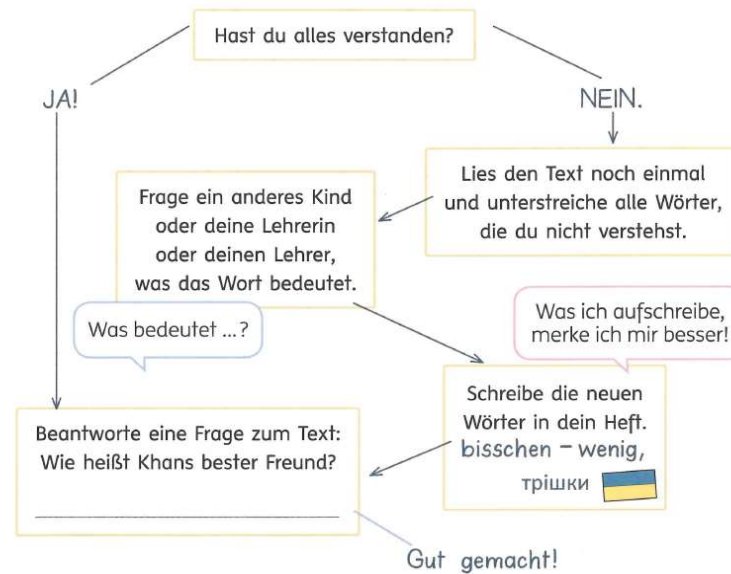 Hast du alles verstanden?
JA!
NEIN.
Lies den Text noch einmal
und unterstreiche alle Wörter,
die du nicht verstehst.
Frage ein anderes Kind
oder deine Lehrerin
oder deinen Lehrer,
was das Wort bedeutet.
Was bedeutet ...?
Was ich aufschreibe,
merke ich mir besser!
Schreibe die neuen
Wörter in dein Heft.
bisschen – wenig,
трішки
Beantworte eine Frage zum Text:
Wie heißt Khans bester Freund?
Gut gemacht!